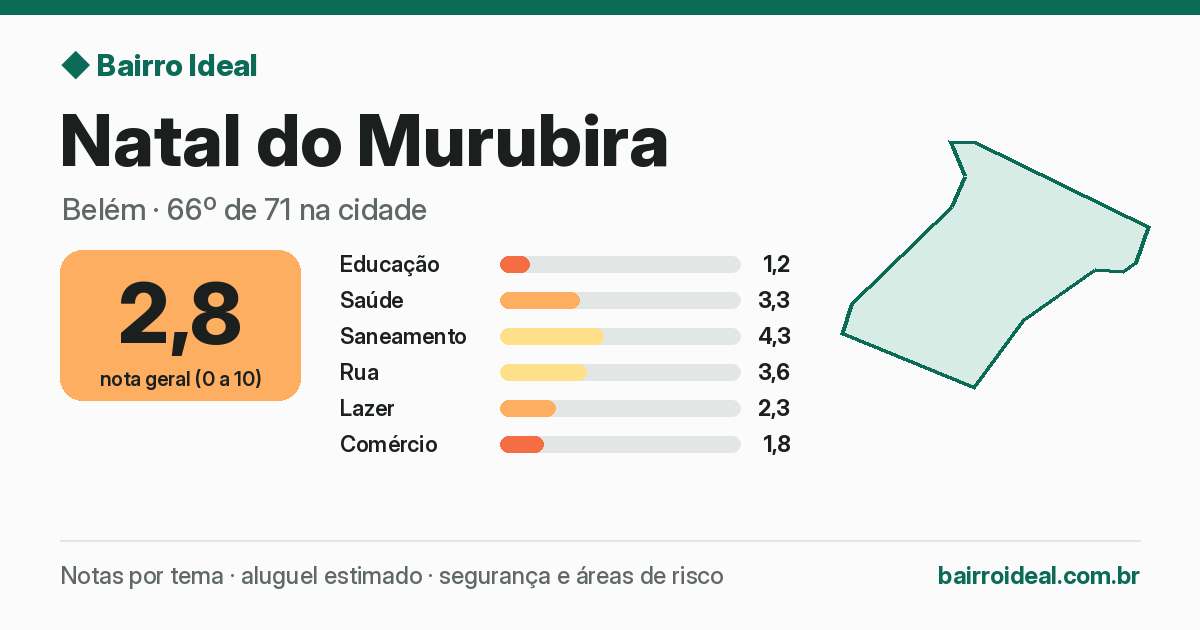 Bairro Ideal
Natal do Murubira
Belém · 66º de 71 na cidade
2,8
nota geral (0 a 10)
Educação 1,2
Saúde 3,3
Saneamento 4,3
Rua 3,6
Lazer 2,3
Comércio 1,8
Notas por tema · aluguel estimado · segurança e áreas de risco
bairroideal.com.br